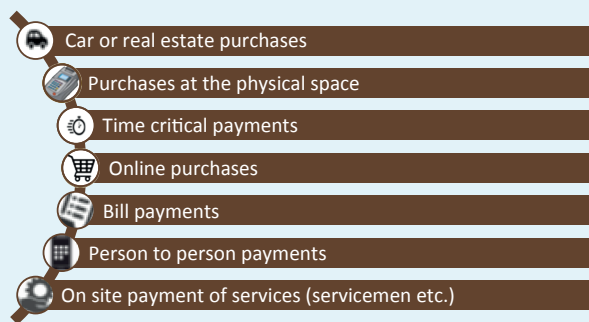 Car or real estate purchases
Purchases at the physical space
Time critical payments
Online purchases
Bill payments
Person to person payments
On site payment of services (servicemen etc.)